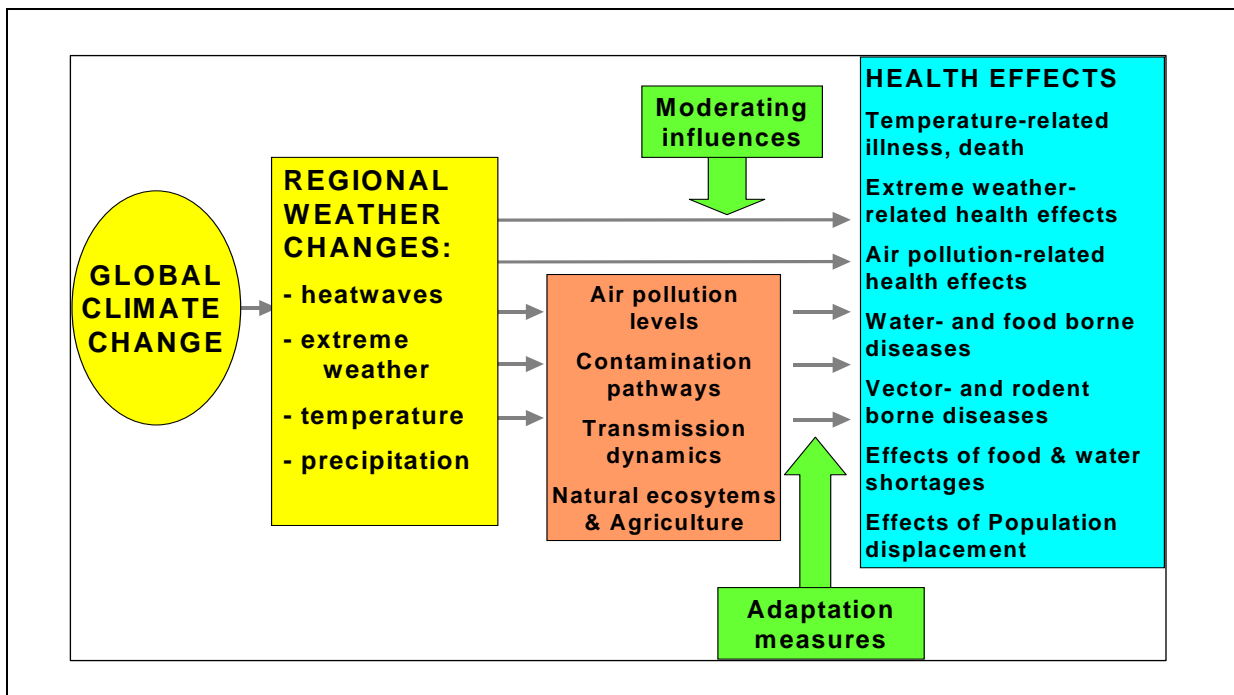 GLOBAL
CLIMATE
CHANGE
REGIONAL
WEATHER
CHANGES:
- heatwaves
- extreme
weather
- temperature
- precipitation
Moderating
influences
Air pollution
levels
Contamination
pathways
Transmission
dynamics
Natural ecosytems
& Agriculture
Adaptation
measures
HEALTH EFFECTS
Temperature-related
illness, death
Extreme weather-
related health effects
Air pollution-related
health effects
Water- and food borne
diseases
Vector- and rodent
borne diseases
Effects of food & water
shortages
Effects of Population
displacement